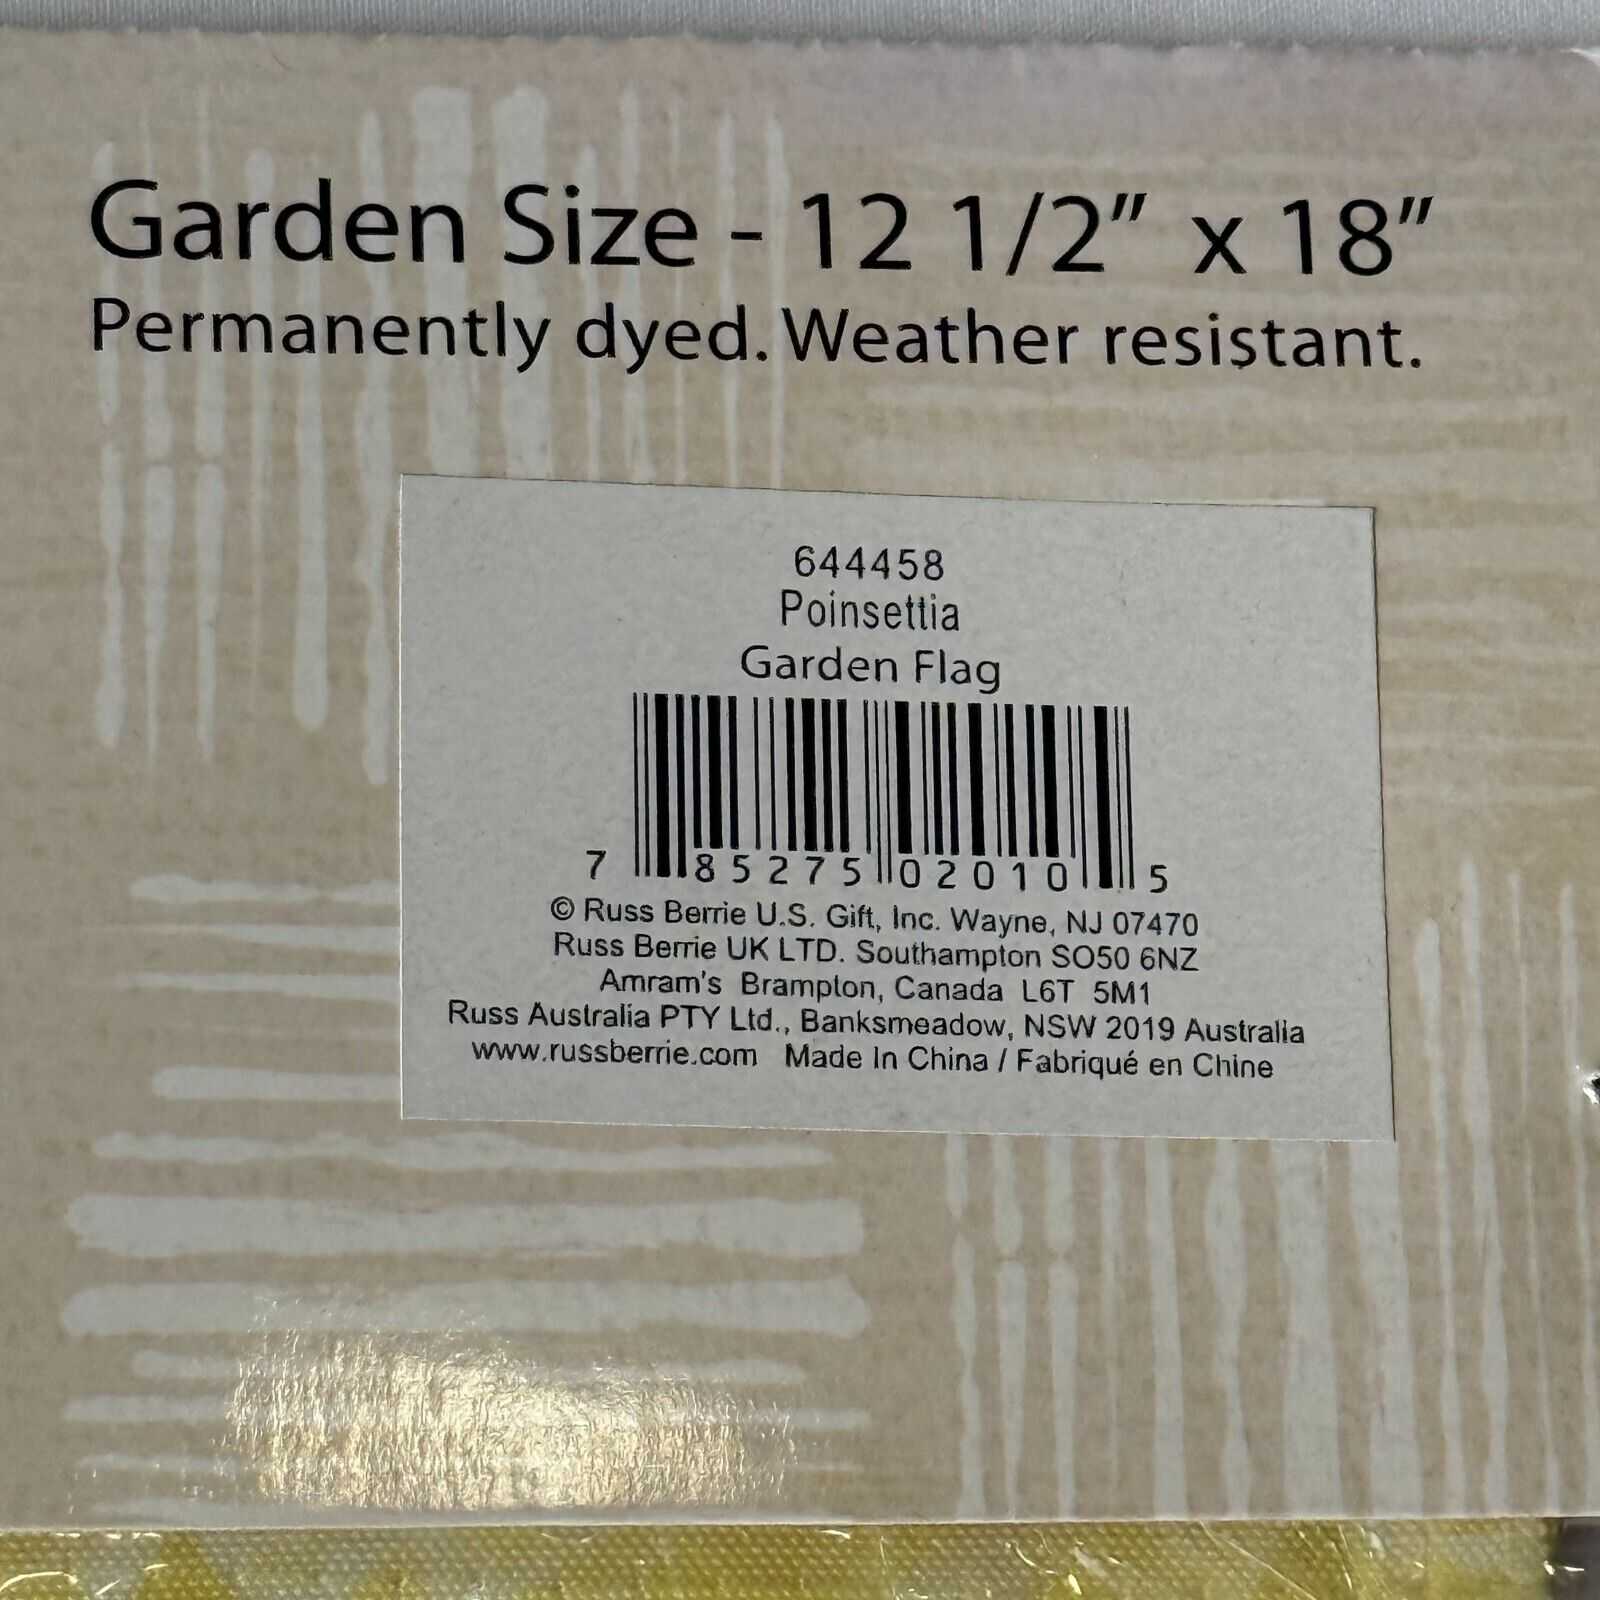 Garden Size - 12 1/2" x 18"
Permanently dyed. Weather resistant.
644458
Poinsettia
Garden Flag
7 85275 02010 5
© Russ Berrie U.S. Gift, Inc. Wayne, NJ 07470
Russ Berrie UK LTD. Southampton SO50 6NZ
Amram's Brampton, Canada L6T 5M1
Russ Australia PTY Ltd., Banksmeadow, NSW 2019 Australia
www.russberrie.com Made In China / Fabriqué en Chine